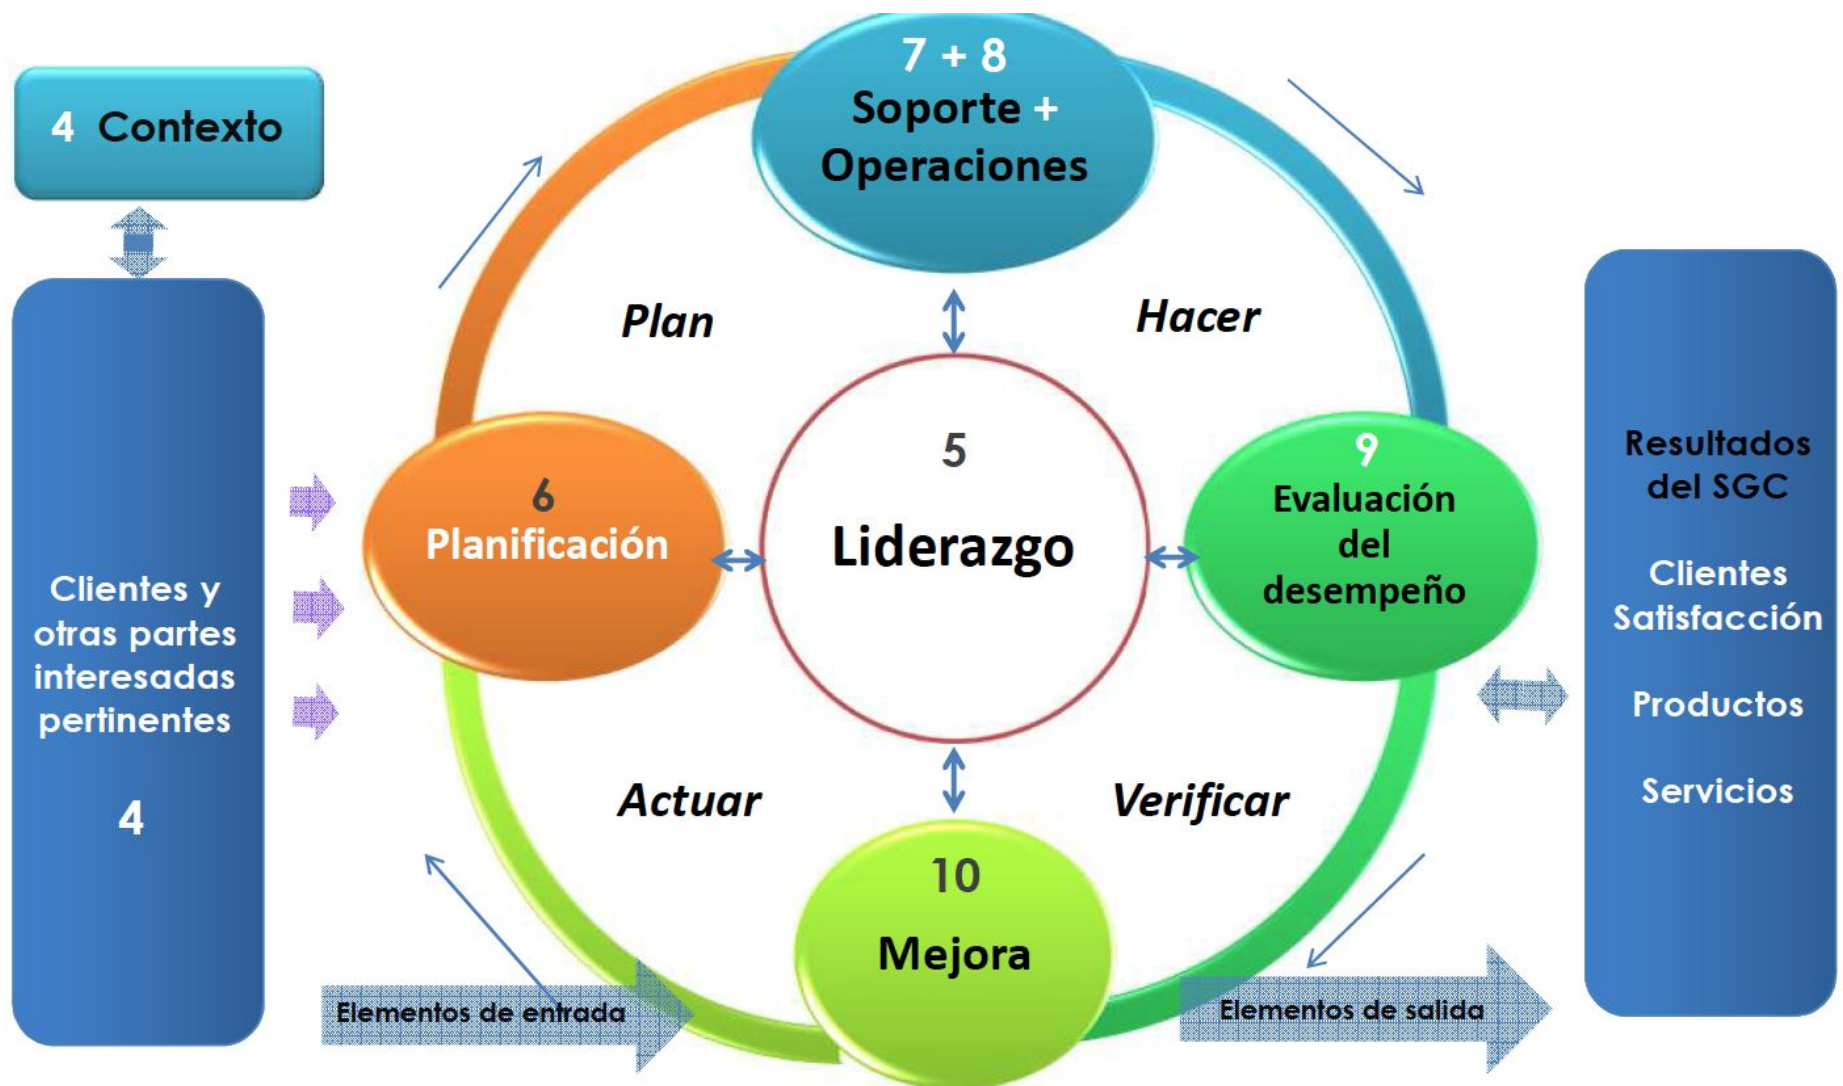 4 Contexto
Clientes y
otras partes
interesadas
pertinentes
4
7 + 8
Soporte +
Operaciones
Plan
Hacer
6
Planificación
5
Liderazgo
9
Evaluación
del
desempeño
Actuar
Verificar
10
Mejora
Elementos de entrada
Elementos de salida
Resultados
del SGC
Clientes
Satisfacción
Productos
Servicios